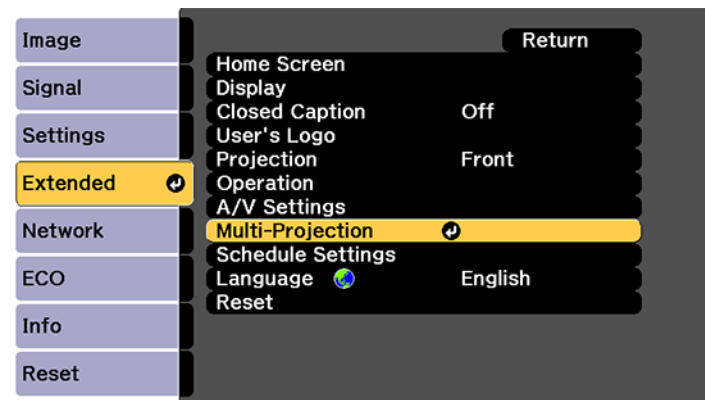 Image
Signal
Settings
Extended
Network
ECO
Info
Reset
Return
Home Screen
Display
Closed Caption Off
User's Logo
Projection Front
Operation
A/V Settings
Multi-Projection
Schedule Settings
Language English
Reset